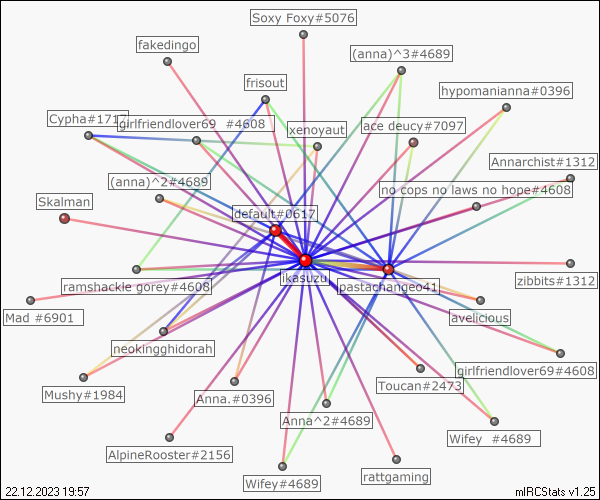 Soxy Foxy#5076
fakedingo
(anna)^3#4689
frisout
hypomanianna#0396
Cypha#1717
girlfriendlover69 #4608
xenoyaut
ace deucy#7097
Annarchist#1312
(anna)^2#4689
no cops no laws no hope#4608
Skalman
default#0617
ikasuzu
zibbits#1312
ramshackle gorey#4608
pastachangeo41
Mad #6901
avelicious
neokingghidorah
girlfriendlover69#4608
Mushy#1984
Anna.#0396
Toucan#2473
Anna^2#4689
Wifey #4689
AlpineRooster#2156
Wifey#4689
rattgaming
22.12.2023 19:57
mIRCStats v1.25